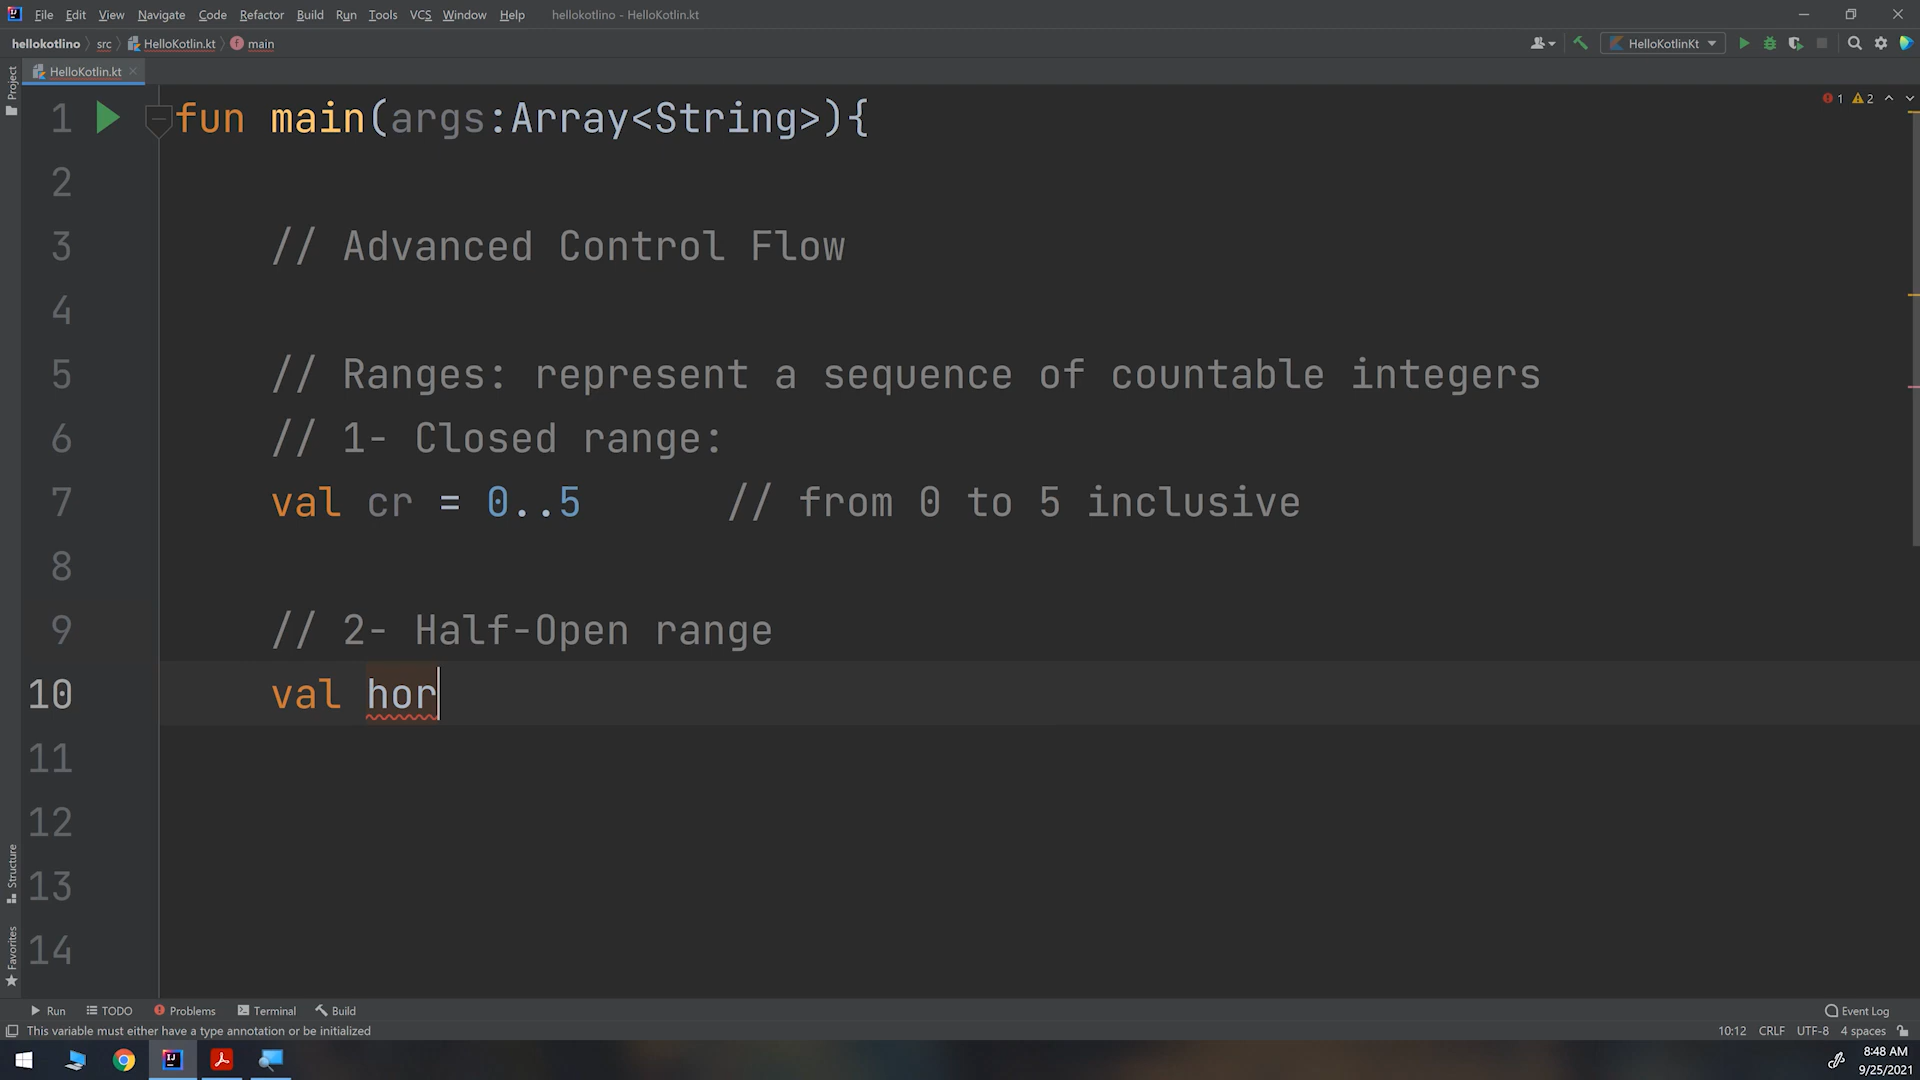 File Edit View Navigate Code Refactor Build Run Tools VCS Window Help hellokotlino - HelloKotlin.kt
hellokotlino src HelloKotlin.kt main HelloKotlinKt
Project
HelloKotlin.kt
1 2
1 fun main(args:Array<String>){
2
3 // Advanced Control Flow
4
5 // Ranges: represent a sequence of countable integers
6 // 1- Closed range:
7 val cr = 0..5 // from 0 to 5 inclusive
8
9 // 2- Half-Open range
10 val hor
11
12
13
14
Structure
Favorites
Run TODO Problems Terminal Build Event Log
This variable must either have a type annotation or be initialized 10:12 CRLF UTF-8 4 spaces
8:48 AM
9/25/2021